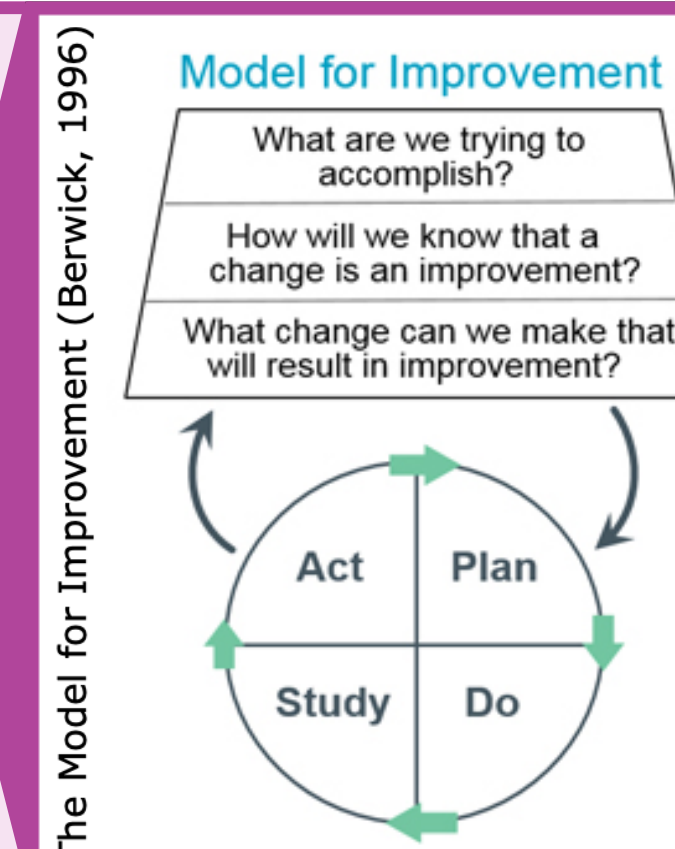 The Model for Improvement (Berwick, 1996)
Model for Improvement
What are we trying to
accomplish?
How will we know that a
change is an improvement?
What change can we make that
will result in improvement?
Act
Plan
Study
Do